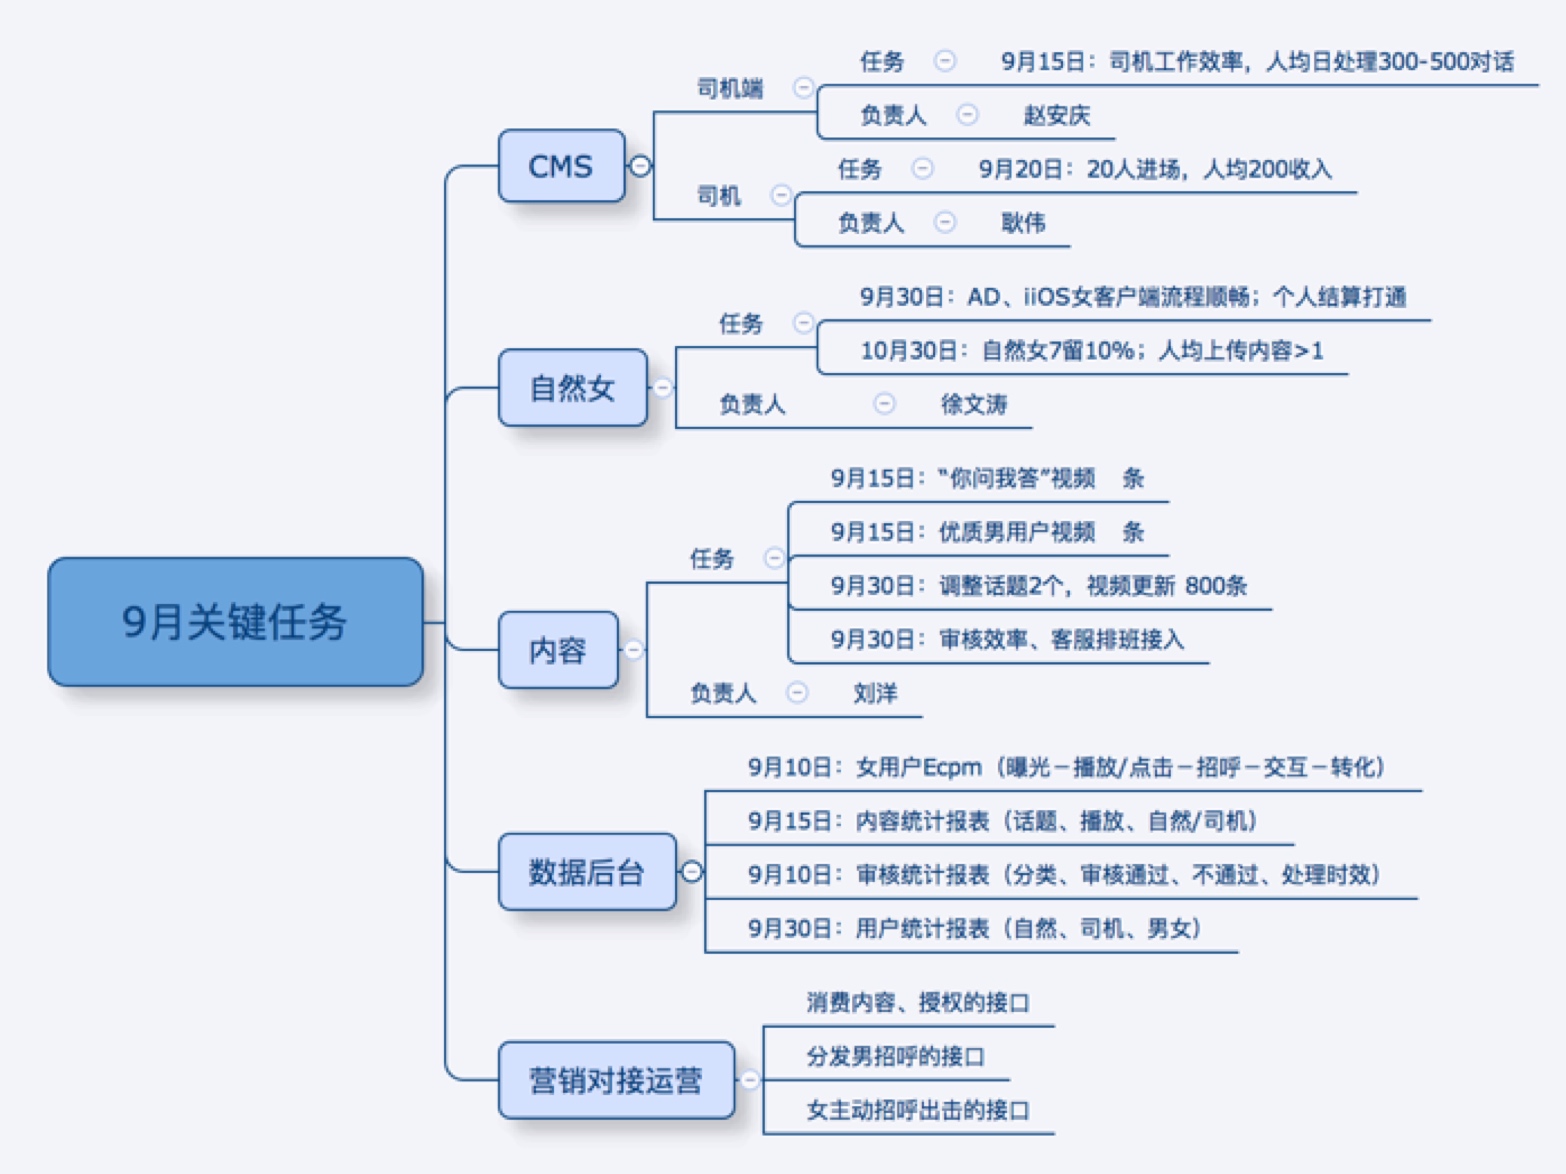 9月关键任务
CMS
司机端
任务
9月15日：司机工作效率，人均日处理300-500对话
负责人
赵安庆
司机
任务
9月20日：20人进场，人均200收入
负责人
耿伟
自然女
任务
9月30日：AD、iiOS女客户端流程顺畅；个人结算打通
10月30日：自然女7留10%；人均上传内容>1
负责人
徐文涛
内容
任务
9月15日：“你问我答”视频　条
9月15日：优质男用户视频　条
9月30日：调整话题2个，视频更新 800条
9月30日：审核效率、客服排班接入
负责人
刘洋
数据后台
9月10日：女用户Ecpm（曝光－播放/点击－招呼－交互－转化）
9月15日：内容统计报表（话题、播放、自然/司机）
9月10日：审核统计报表（分类、审核通过、不通过、处理时效）
9月30日：用户统计报表（自然、司机、男女）
营销对接运营
消费内容、授权的接口
分发男招呼的接口
女主动招呼出击的接口